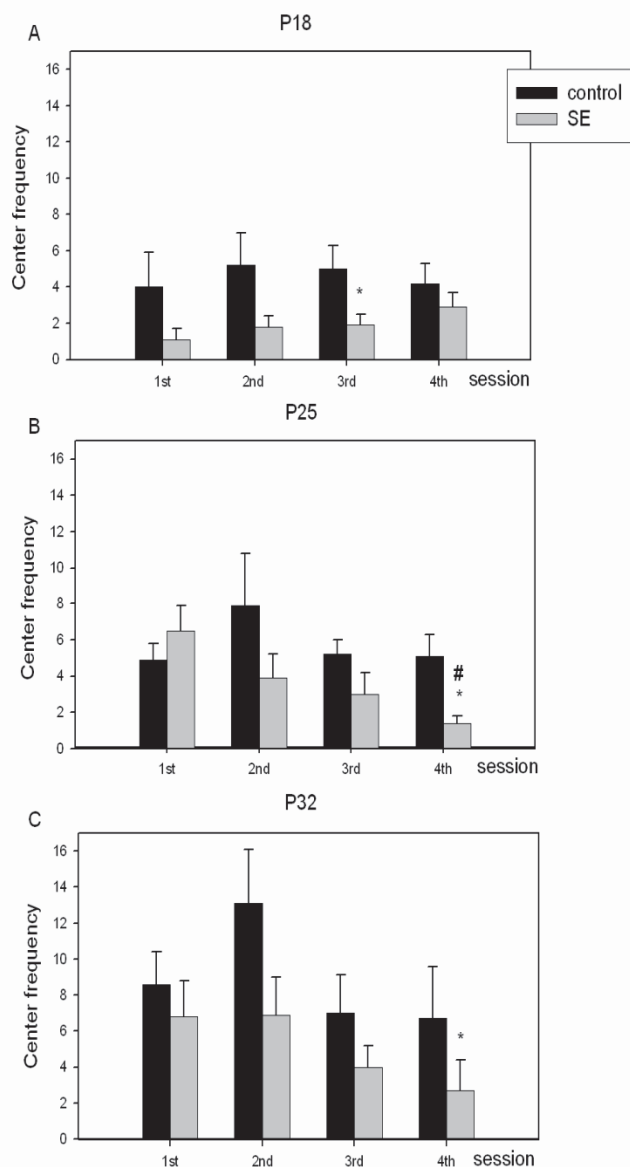 A
P18
16
14
12
10
8
6
4
2
0
Center frequency
control
SE
*
1st 2nd 3rd 4th session
B
P25
16
14
12
10
8
6
4
2
0
Center frequency
#
*
1st 2nd 3rd 4th session
C
P32
16
14
12
10
8
6
4
2
0
Center frequency
*
1st 2nd 3rd 4th session